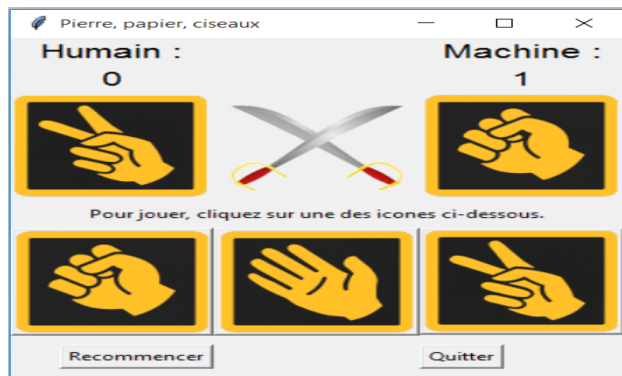 Pierre, papier, ciseaux
Humain :
0
Machine :
1
Pour jouer, cliquez sur une des icones ci-dessous.
Recommencer
Quitter